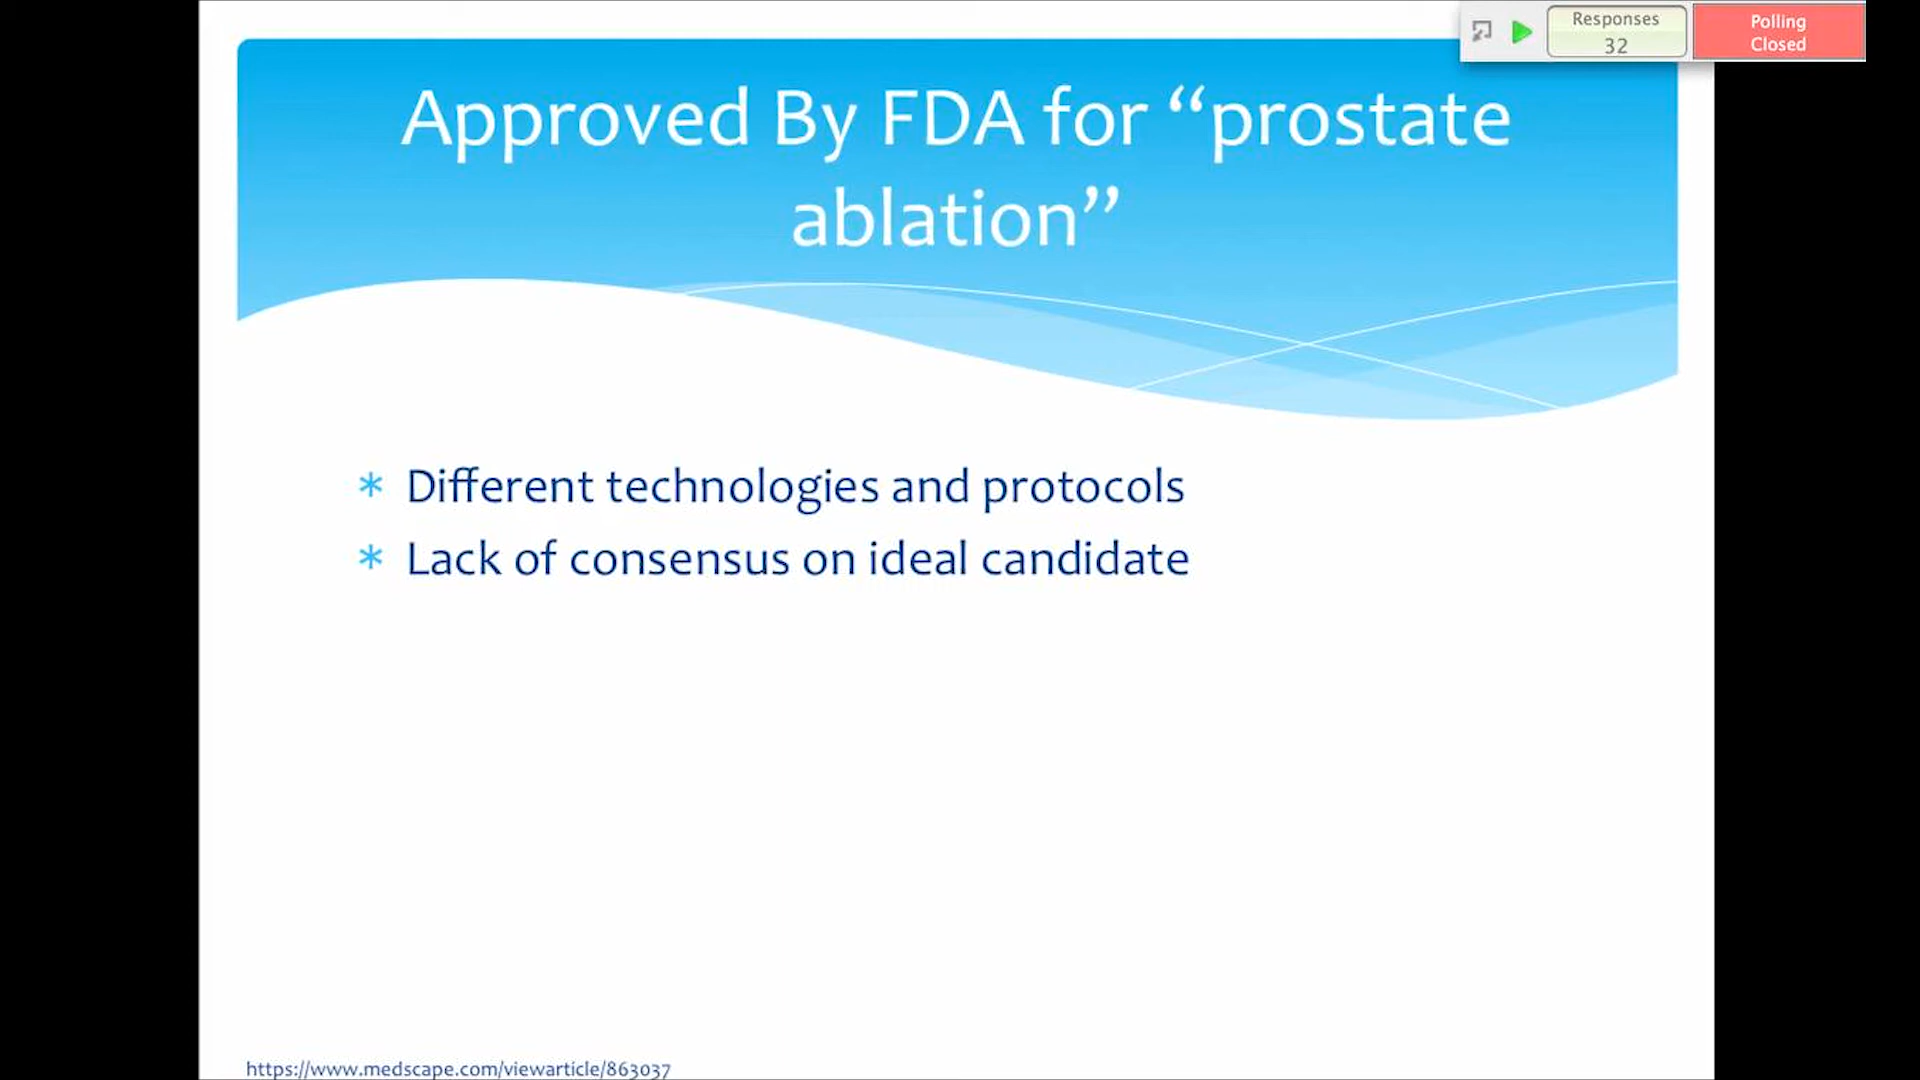 Responses
32
Polling
Closed
Approved By FDA for “prostate
ablation”
* Different technologies and protocols
* Lack of consensus on ideal candidate
https://www.medscape.com/viewarticle/863037